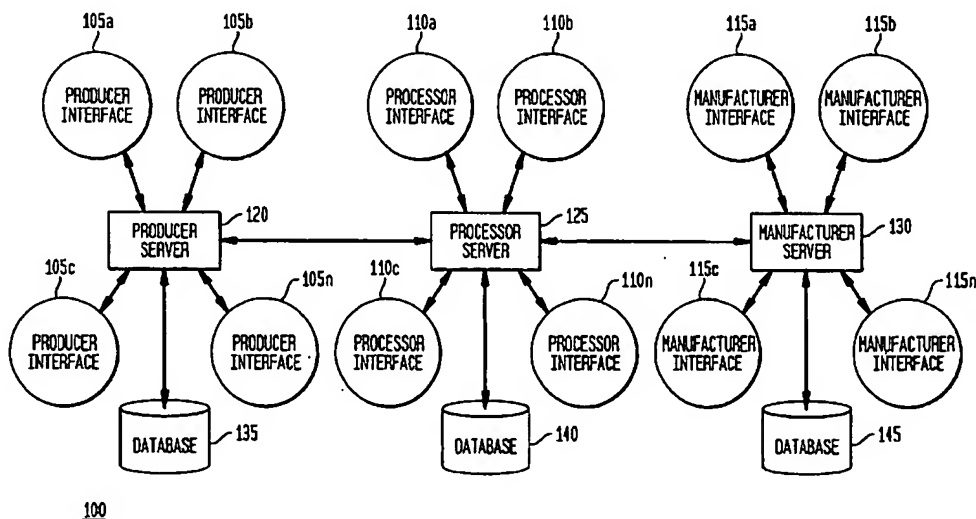 105a
105b
110a
110b
115a
115b
PRODUCER
INTERFACE
PRODUCER
INTERFACE
PROCESSOR
INTERFACE
PROCESSOR
INTERFACE
MANUFACTURER
INTERFACE
MANUFACTURER
INTERFACE
PRODUCER
SERVER
120
PROCESSOR
SERVER
125
MANUFACTURER
SERVER
130
105c
105n
110c
110n
115c
115n
PRODUCER
INTERFACE
PRODUCER
INTERFACE
PROCESSOR
INTERFACE
PROCESSOR
INTERFACE
MANUFACTURER
INTERFACE
MANUFACTURER
INTERFACE
DATABASE
135
DATABASE
140
DATABASE
145
100